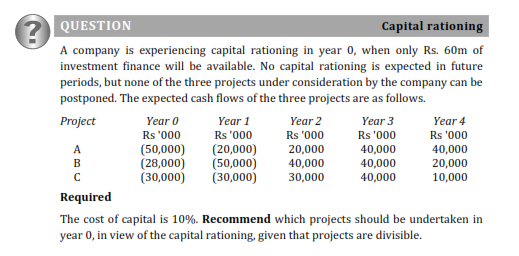 ? QUESTION Capital rationing
A company is experiencing capital rationing in year 0, when only Rs. 60m of
investment finance will be available. No capital rationing is expected in future
periods, but none of the three projects under consideration by the company can be
postponed. The expected cash flows of the three projects are as follows.
Project Year 0 Year 1 Year 2 Year 3 Year 4
Rs '000 Rs '000 Rs '000 Rs '000 Rs '000
A (50,000) (20,000) 20,000 40,000 40,000
B (28,000) (50,000) 40,000 40,000 20,000
C (30,000) (30,000) 30,000 40,000 10,000
Required
The cost of capital is 10%. Recommend which projects should be undertaken in
year 0, in view of the capital rationing, given that projects are divisible.